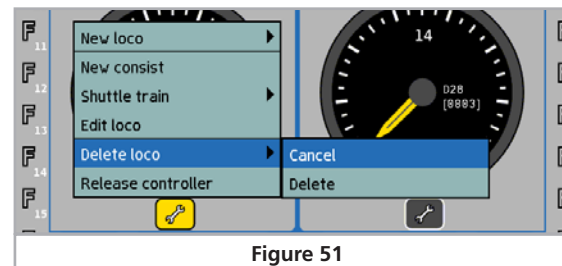 F 11
F 12
F 13
F 14
F 15
New loco
New consist
Shuttle train
Edit loco
Delete loco
Release controller
Cancel
Delete
14
D28
[8883]
Figure 51